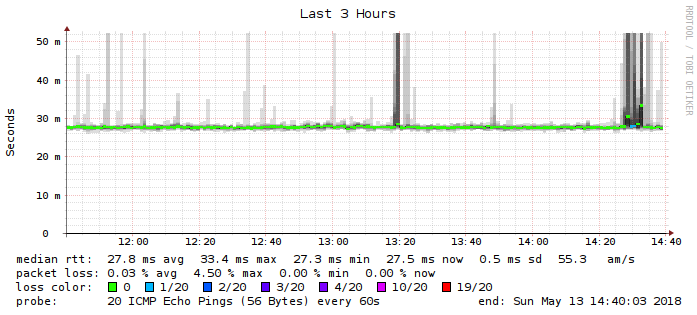 Last 3 Hours
RRDTOOL / TOBI OETIKER
Seconds
50 m
40 m
30 m
20 m
10 m
0
12:00 12:20 12:40 13:00 13:20 13:40 14:00 14:20 14:40
median rtt: 27.8 ms avg 33.4 ms max 27.3 ms min 27.5 ms now 0.5 ms sd 55.3 am/s
packet loss: 0.03 % avg 4.50 % max 0.00 % min 0.00 % now
loss color: 0 1/20 2/20 3/20 4/20 10/20 19/20
probe: 20 ICMP Echo Pings (56 Bytes) every 60s end: Sun May 13 14:40:03 2018